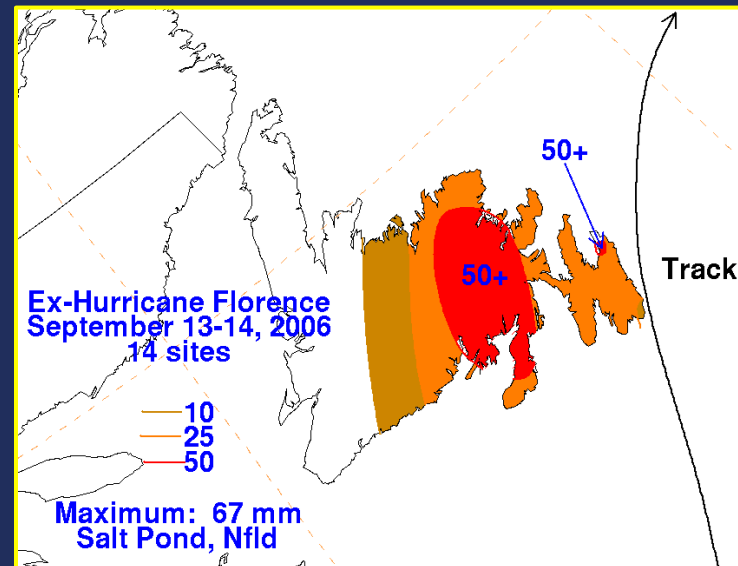 50+
50+
Track
Ex-Hurricane Florence
September 13-14, 2006
14 sites
10
25
50
Maximum: 67 mm
Salt Pond, Nfld